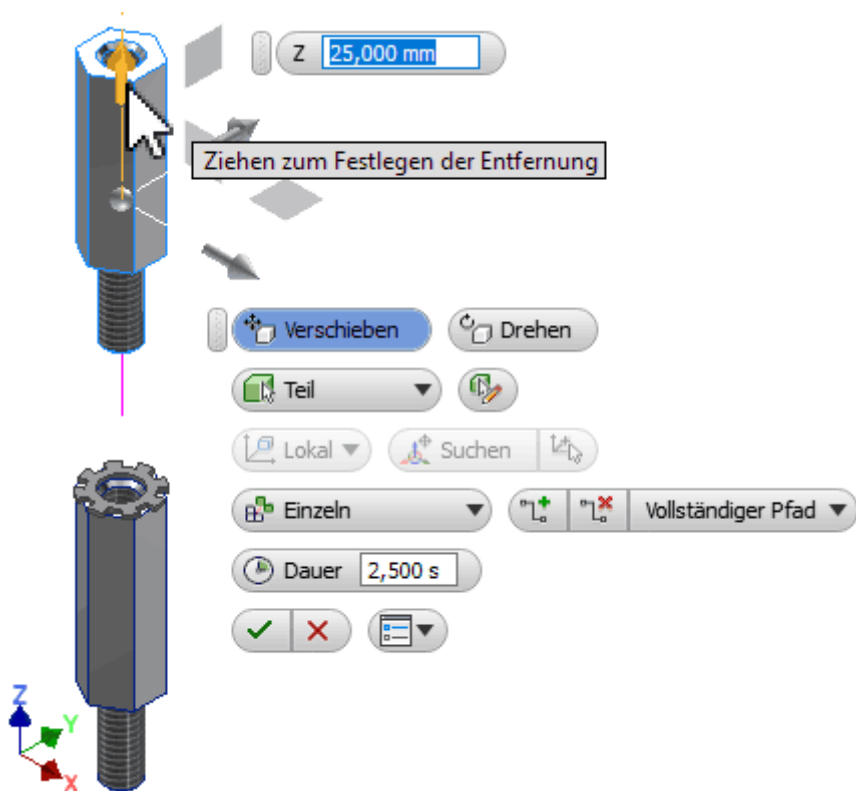 Z 25,000 mm
Ziehen zum Festlegen der Entfernung
Verschieben Drehen
Teil
Lokal Suchen
Einzeln Vollständiger Pfad
Dauer 2,500 s
Z
Y
X